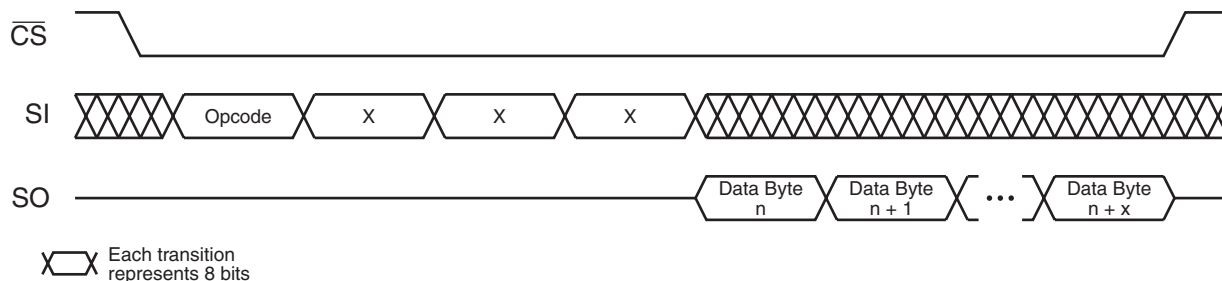 CS
SI
Opcode
X
X
X
SO
Data Byte
n
Data Byte
n + 1
•••
Data Byte
n + x
Each transition
represents 8 bits